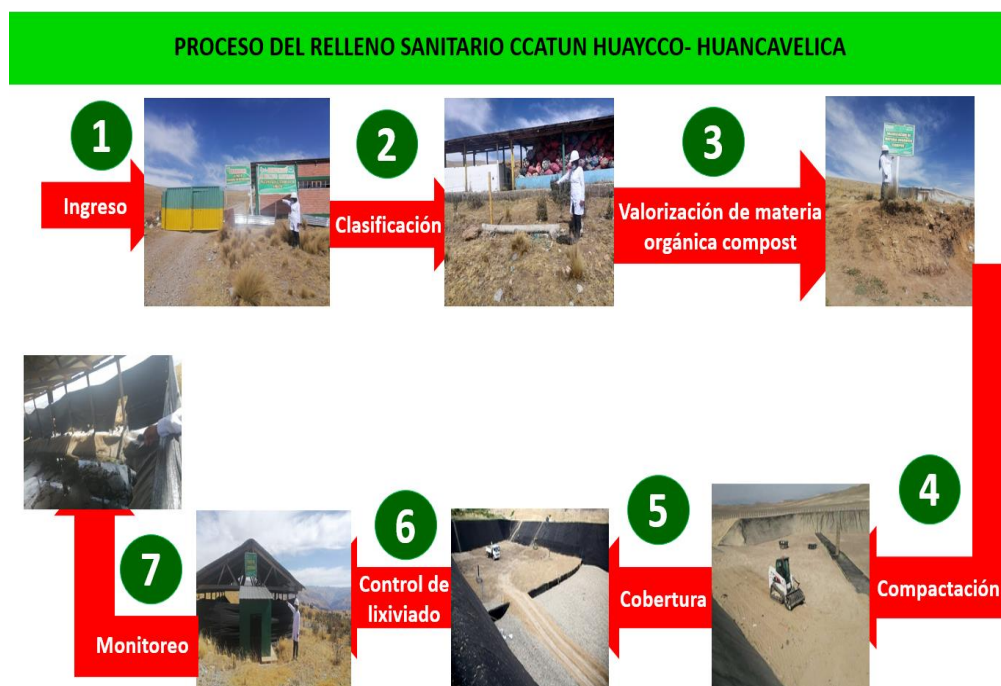 PROCESO DEL RELLENO SANITARIO CCATUN HUAYCCO- HUANCAVELICA
1
Ingreso
2
Clasificación
3
Valorización de materia
orgánica compost
4
Compactación
5
Cobertura
6
Control de
lixiviado
7
Monitoreo